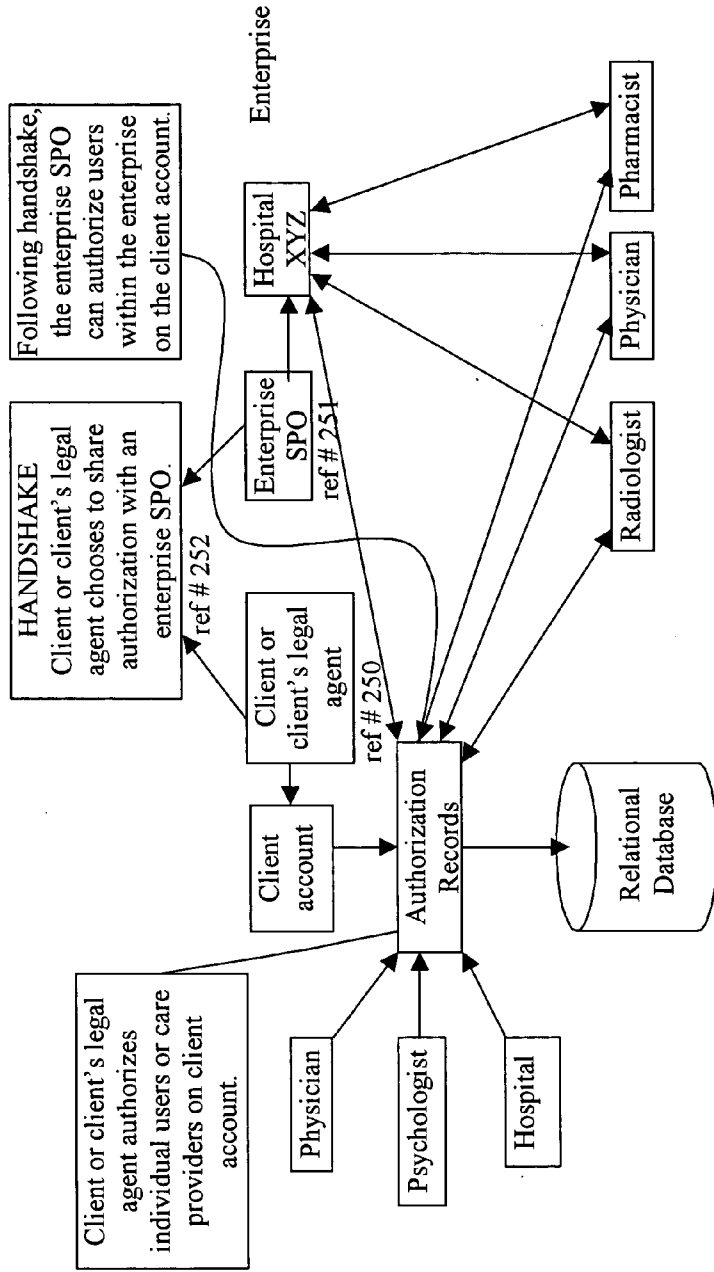 Client or client's legal
agent authorizes
individual users or care
providers on client
account.
HANDSHAKE
Client or client's legal
agent chooses to share
authorization with an
enterprise SPO.
ref # 252
Following handshake,
the enterprise SPO
can authorize users
within the enterprise
on the client account.
Client
account
Client or
client's legal
agent
ref # 250
Enterprise
SPO
ref # 251
Hospital
XYZ
Enterprise
Physician
Psychologist
Hospital
Authorization
Records
Relational
Database
Radiologist
Physician
Pharmacist